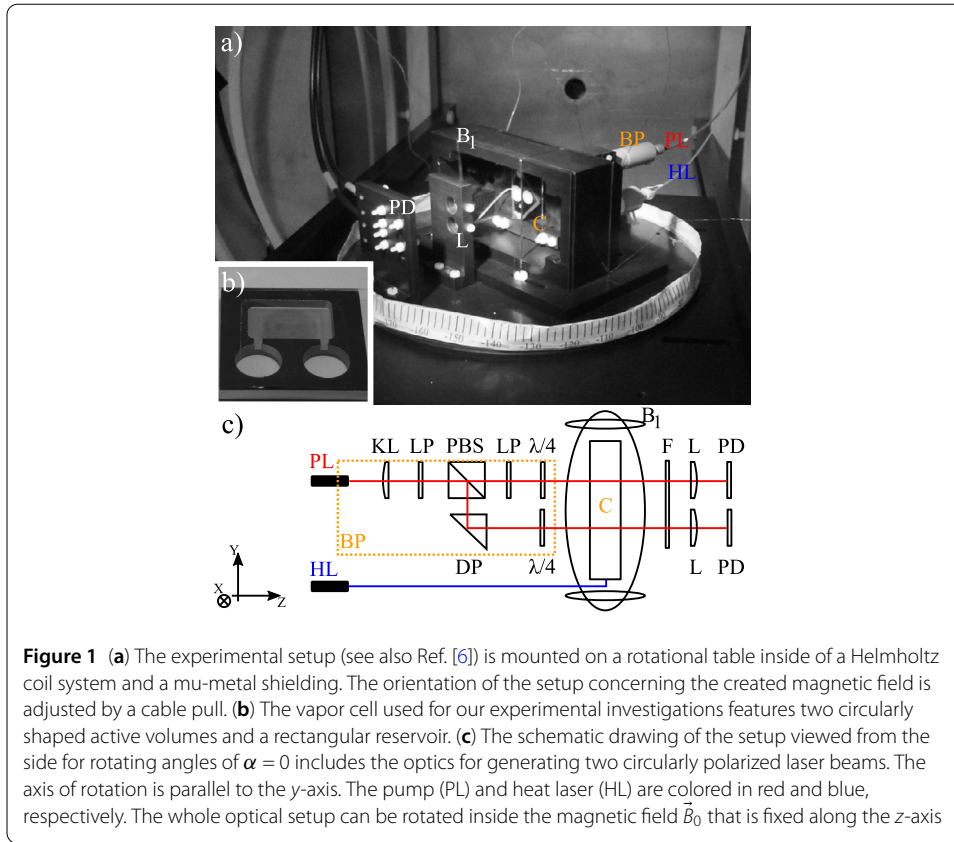 a)
B1
BP
PL
HL
PD
C
L
b)
-160
-150
-140
-130
-120
-110
-100
c)
B1
KL LP PBS LP λ/4 F L PD
PL
C
BP
DP λ/4 L PD
HL
Y
X
Z
Figure 1 (a) The experimental setup (see also Ref. [6]) is mounted on a rotational table inside of a Helmholtz
coil system and a mu-metal shielding. The orientation of the setup concerning the created magnetic field is
adjusted by a cable pull. (b) The vapor cell used for our experimental investigations features two circularly
shaped active volumes and a rectangular reservoir. (c) The schematic drawing of the setup viewed from the
side for rotating angles of α = 0 includes the optics for generating two circularly polarized laser beams. The
axis of rotation is parallel to the y-axis. The pump (PL) and heat laser (HL) are colored in red and blue,
respectively. The whole optical setup can be rotated inside the magnetic field B⃗0 that is fixed along the z-axis